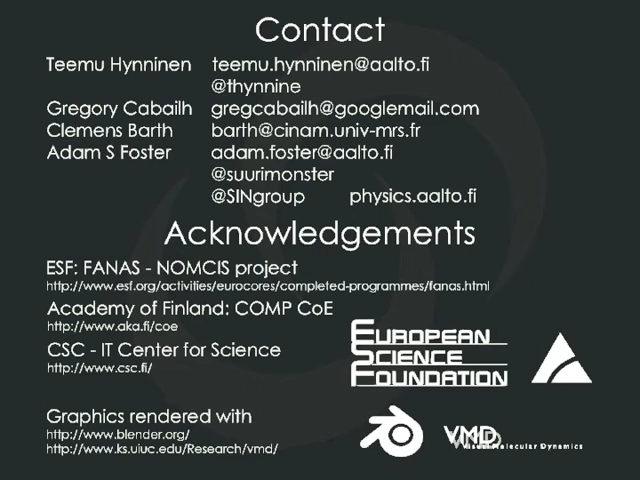 Contact
Teemu Hynninen teemu.hynninen@aalto.fi
@thynnine
Gregory Cabailh gregcabailh@googlemail.com
Clemens Barth barth@cinam.univ-mrs.fr
Adam S Foster adam.foster@aalto.fi
@suurimonster
@SINgroup physics.aalto.fi
Acknowledgements
ESF: FANAS - NOMCIS project
http://www.esf.org/activities/eurocores/completed-programmes/fanas.html
Academy of Finland: COMP CoE
http://www.aka.fi/coe
CSC - IT Center for Science
http://www.csc.fi/
EUROPEAN
SCIENCE
FOUNDATION
Graphics rendered with
http://www.blender.org/
http://www.ks.uiuc.edu/Research/vmd/
VMD
Visual Molecular Dynamics